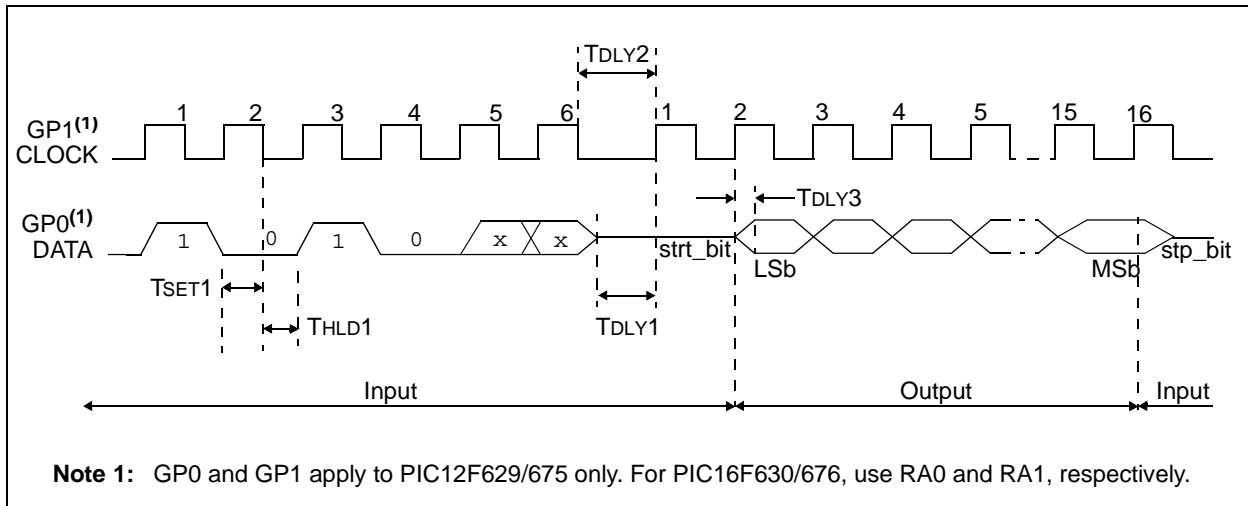 TDLY2
1 2 3 4 5 6 1 2 3 4 5 15 16
GP1(1)
CLOCK
TDLY3
GP0(1)
DATA
1 0 1 0 x x strt_bit LSb MSb stp_bit
TSET1
THLD1
TDLY1
Input Output Input
Note 1: GP0 and GP1 apply to PIC12F629/675 only. For PIC16F630/676, use RA0 and RA1, respectively.